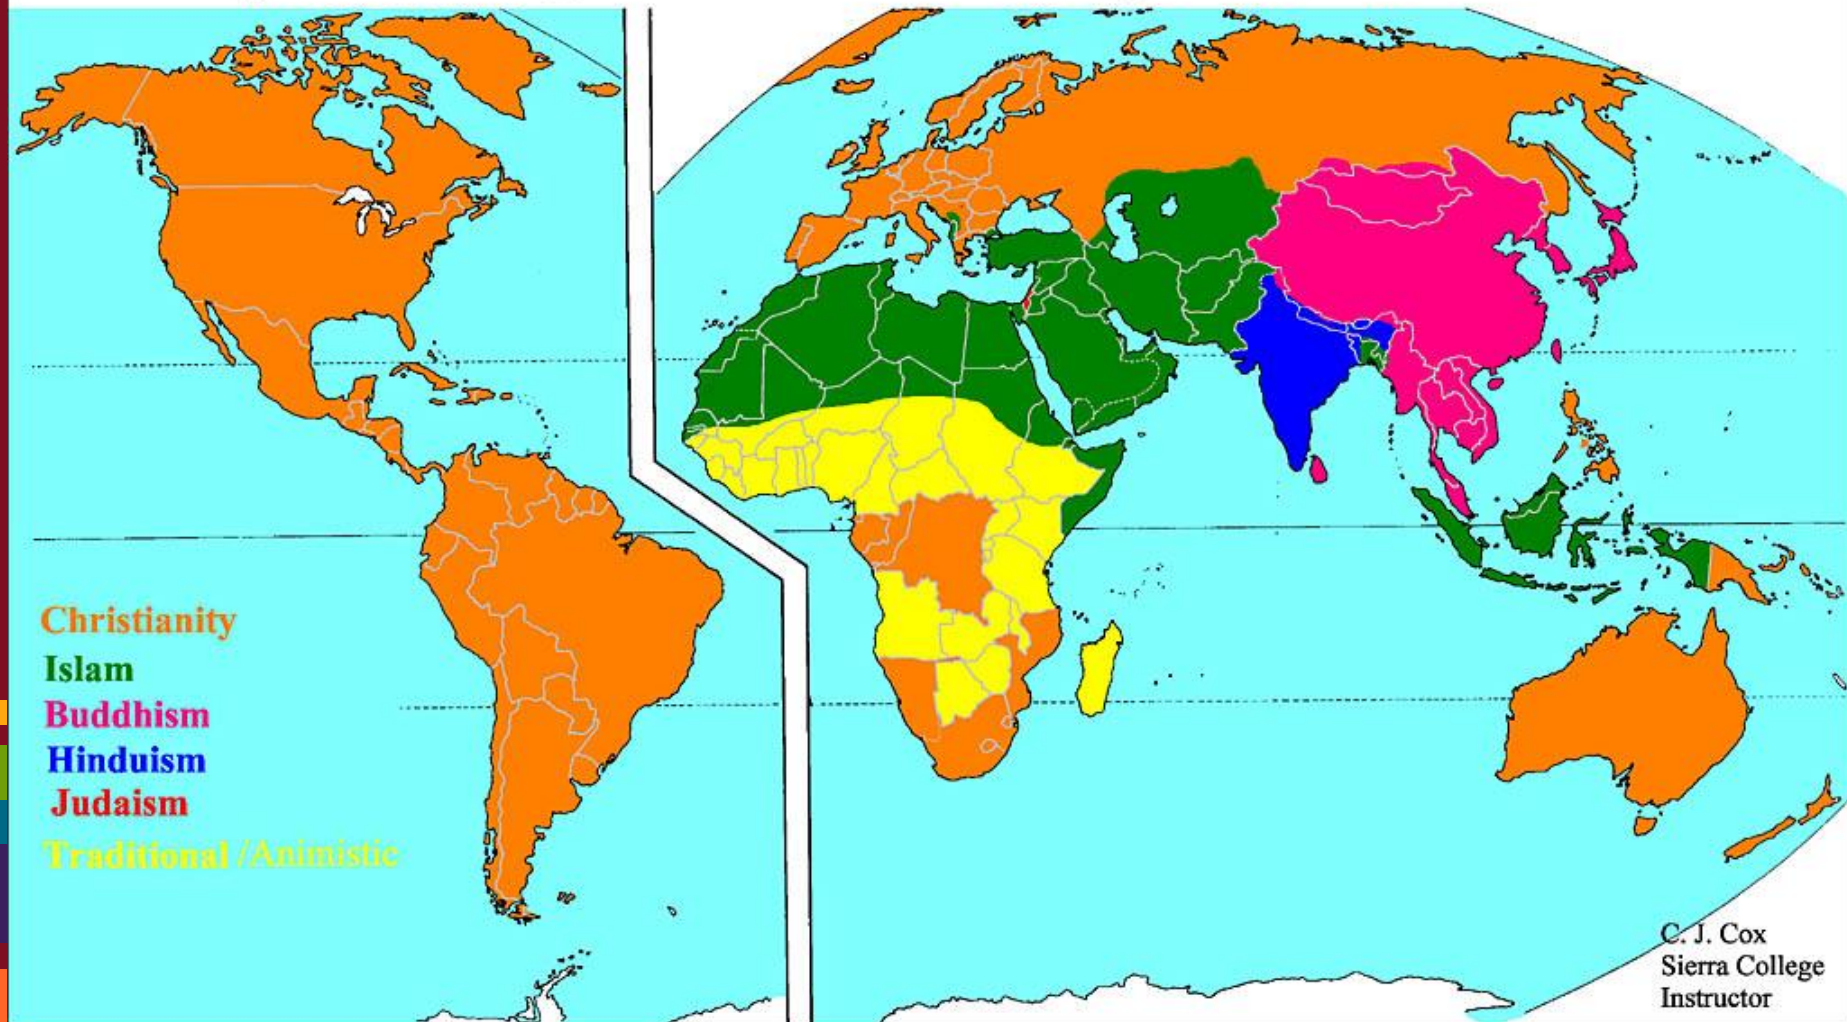 Christianity
Islam
Buddhism
Hinduism
Judaism
Traditional /Animistic
C. J. Cox
Sierra College
Instructor